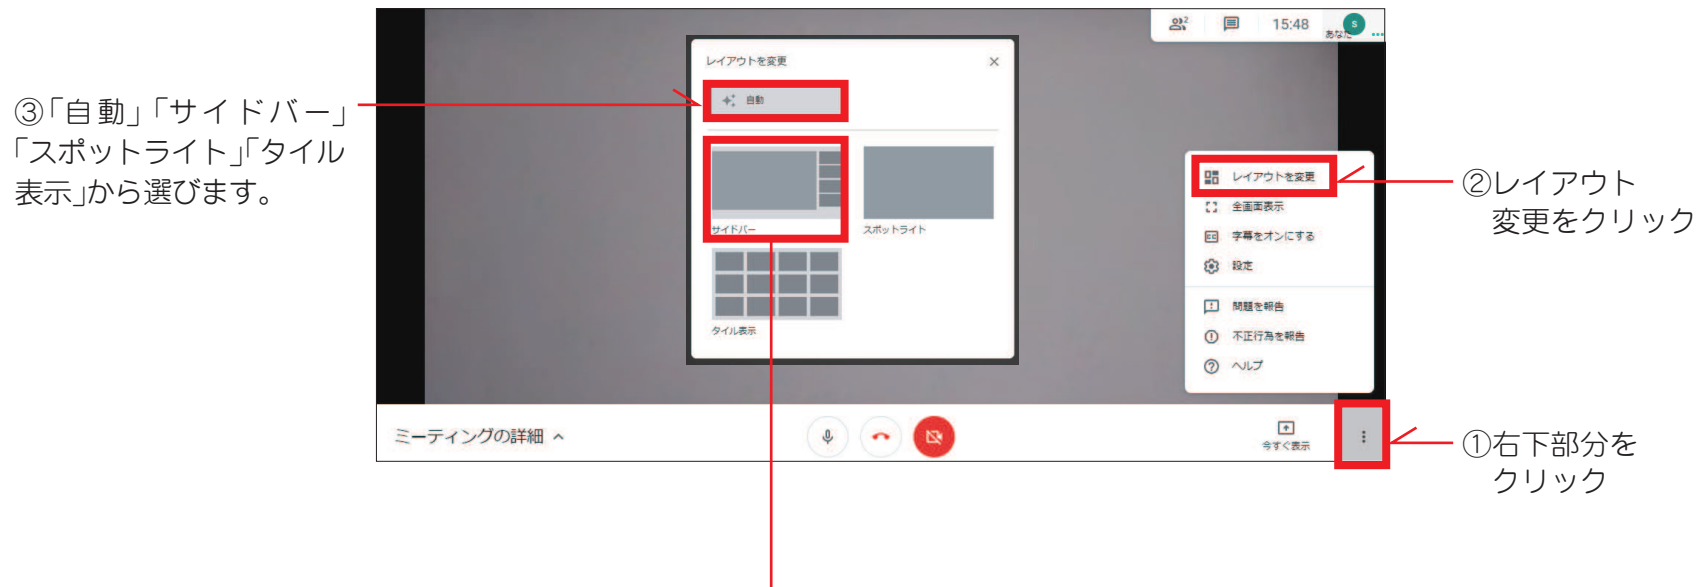 2
15:48
S
あなた
レイアウトを変更
自動
サイドバー
スポットライト
タイル表示
③「自動」「サイドバー」
「スポットライト」「タイル
表示」から選びます。
レイアウトを変更
全画面表示
CC 字幕をオンにする
設定
問題を報告
不正行為を報告
ヘルプ
②レイアウト
変更をクリック
ミーティングの詳細
今すぐ表示
①右下部分を
クリック